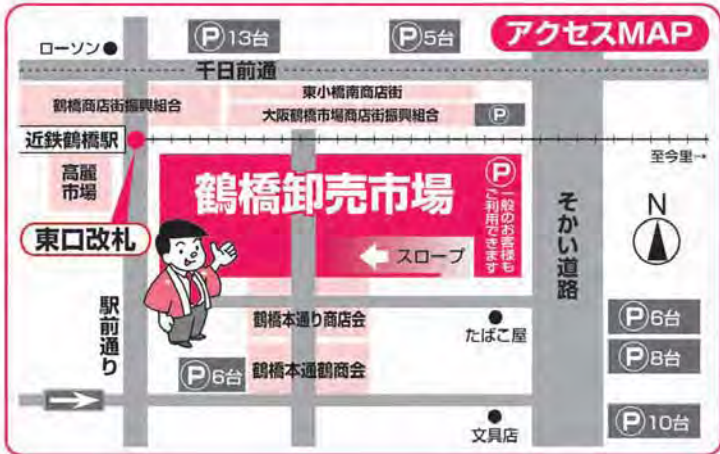 アクセスMAP
ローソン
P13台
P5台
千日前通
鶴橋商店街振興組合
東小橋南商店街
大阪鶴橋市場商店街振興組合
P
近鉄鶴橋駅
至今里→
高麗
市場
鶴橋卸売市場
P
一般のお客様も
ご利用できます
東口改札
スロープ
そかい道路
N
駅前通り
鶴橋本通り商店会
たばこ屋
P6台
P8台
P6台
鶴橋本通鶴商会
文具店
P10台